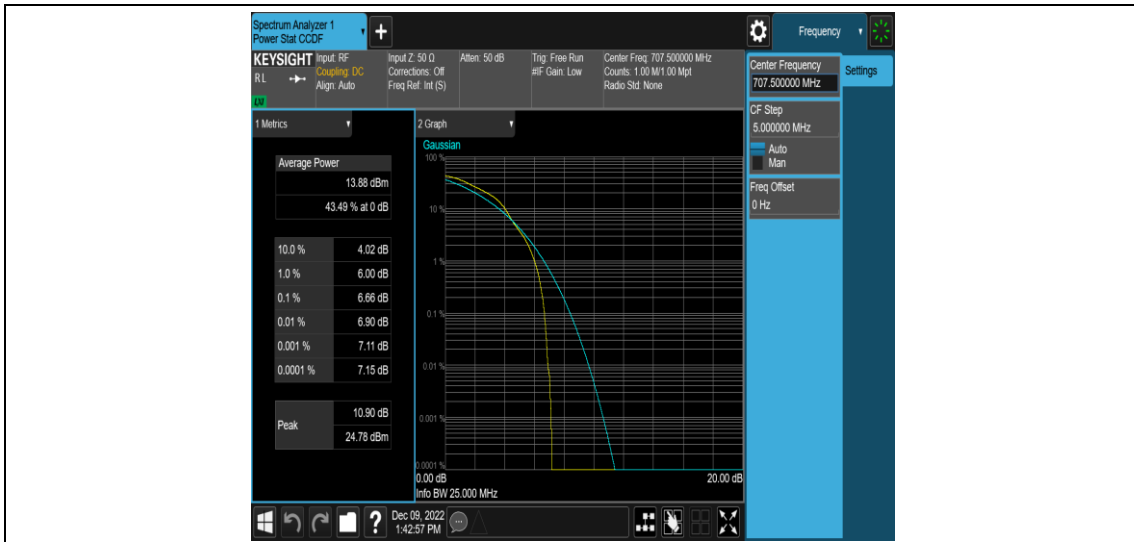 Spectrum Analyzer 1
Power Stat CCDF
+
Frequency
KEYSIGHT
RL
LXI
Input: RF
Coupling: DC
Align: Auto
Input Z: 50 Ω
Corrections: Off
Freq Ref: Int (S)
Atten: 50 dB
Trig: Free Run
#IF Gain: Low
Center Freq: 707.500000 MHz
Counts: 1.00 M/1.00 Mpt
Radio Std: None
Center Frequency
707.500000 MHz
Settings
CF Step
5.000000 MHz
Auto
Man
Freq Offset
0 Hz
1 Metrics
Average Power
13.88 dBm
43.49 % at 0 dB
10.0 % 4.02 dB
1.0 % 6.00 dB
0.1 % 6.66 dB
0.01 % 6.90 dB
0.001 % 7.11 dB
0.0001 % 7.15 dB
Peak
10.90 dB
24.78 dBm
2 Graph
Gaussian
100 %
10 %
1 %
0.1 %
0.01 %
0.001 %
0.0001 %
0.00 dB 20.00 dB
Info BW 25.000 MHz
?
Dec 09, 2022
1:42:57 PM